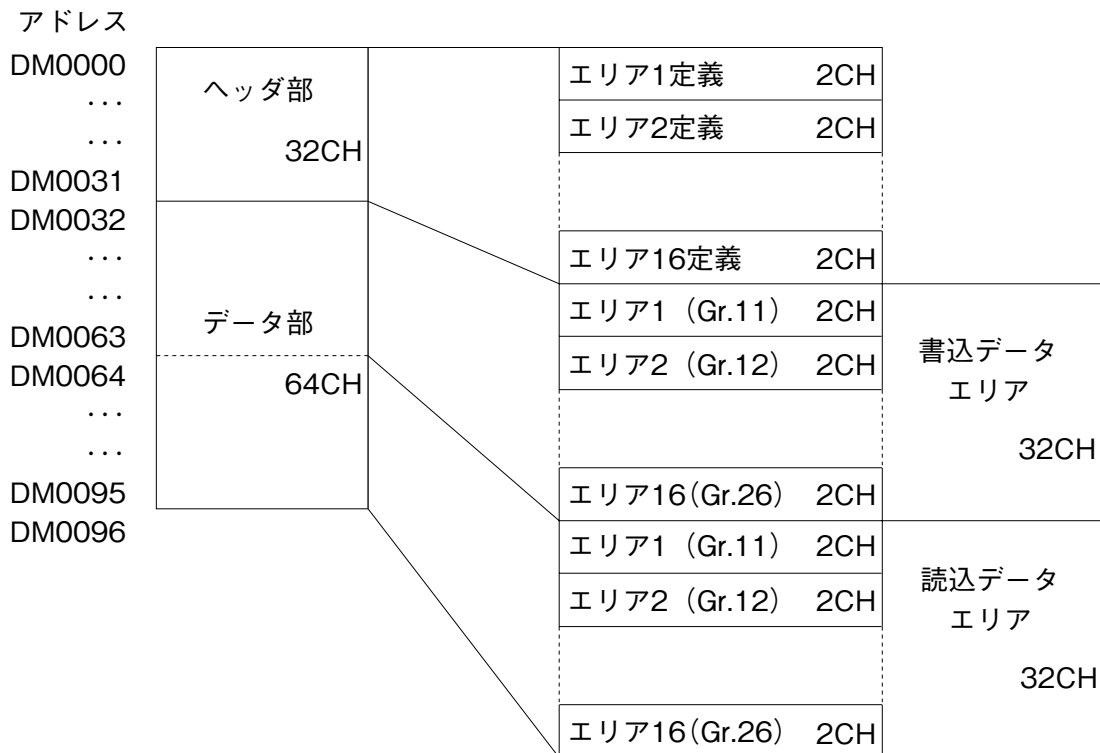 アドレス
DM0000
...
...
DM0031
DM0032
...
...
DM0063
DM0064
...
...
DM0095
DM0096
ヘッダ部
32CH
データ部
64CH
エリア1定義 2CH
エリア2定義 2CH
エリア16定義 2CH
エリア1（Gr.11） 2CH
エリア2（Gr.12） 2CH
エリア16（Gr.26） 2CH
エリア1（Gr.11） 2CH
エリア2（Gr.12） 2CH
エリア16（Gr.26） 2CH
書込データ
エリア
32CH
読込データ
エリア
32CH